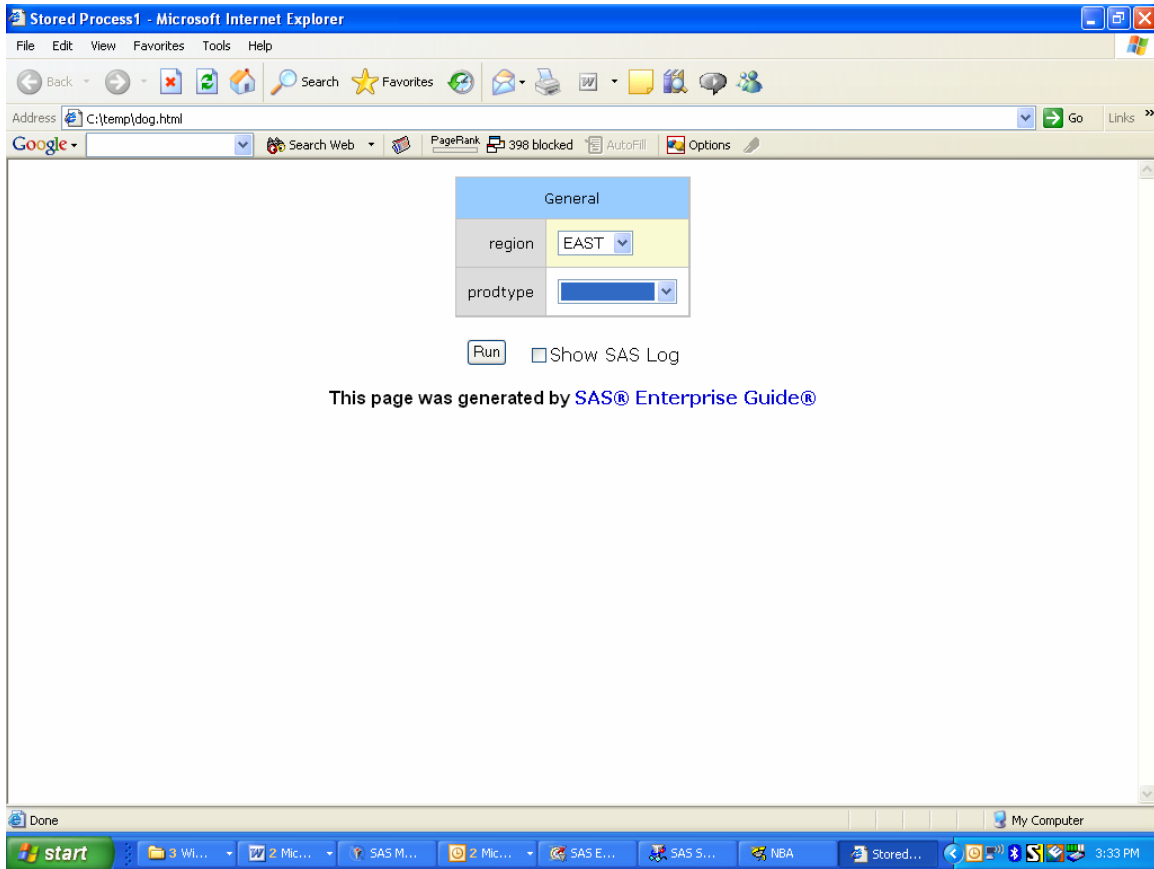 Stored Process1 - Microsoft Internet Explorer
File Edit View Favorites Tools Help
Back Search Favorites
Address C:\temp\dog.html Go Links »
Google Search Web PageRank 398 blocked AutoFill Options
General
region EAST
prodtype
Run Show SAS Log
This page was generated by SAS® Enterprise Guide®
Done My Computer
start 3 Wi... 2 Mic... SAS M... 2 Mic... SAS E... SAS S... NBA Stored... 3:33 PM